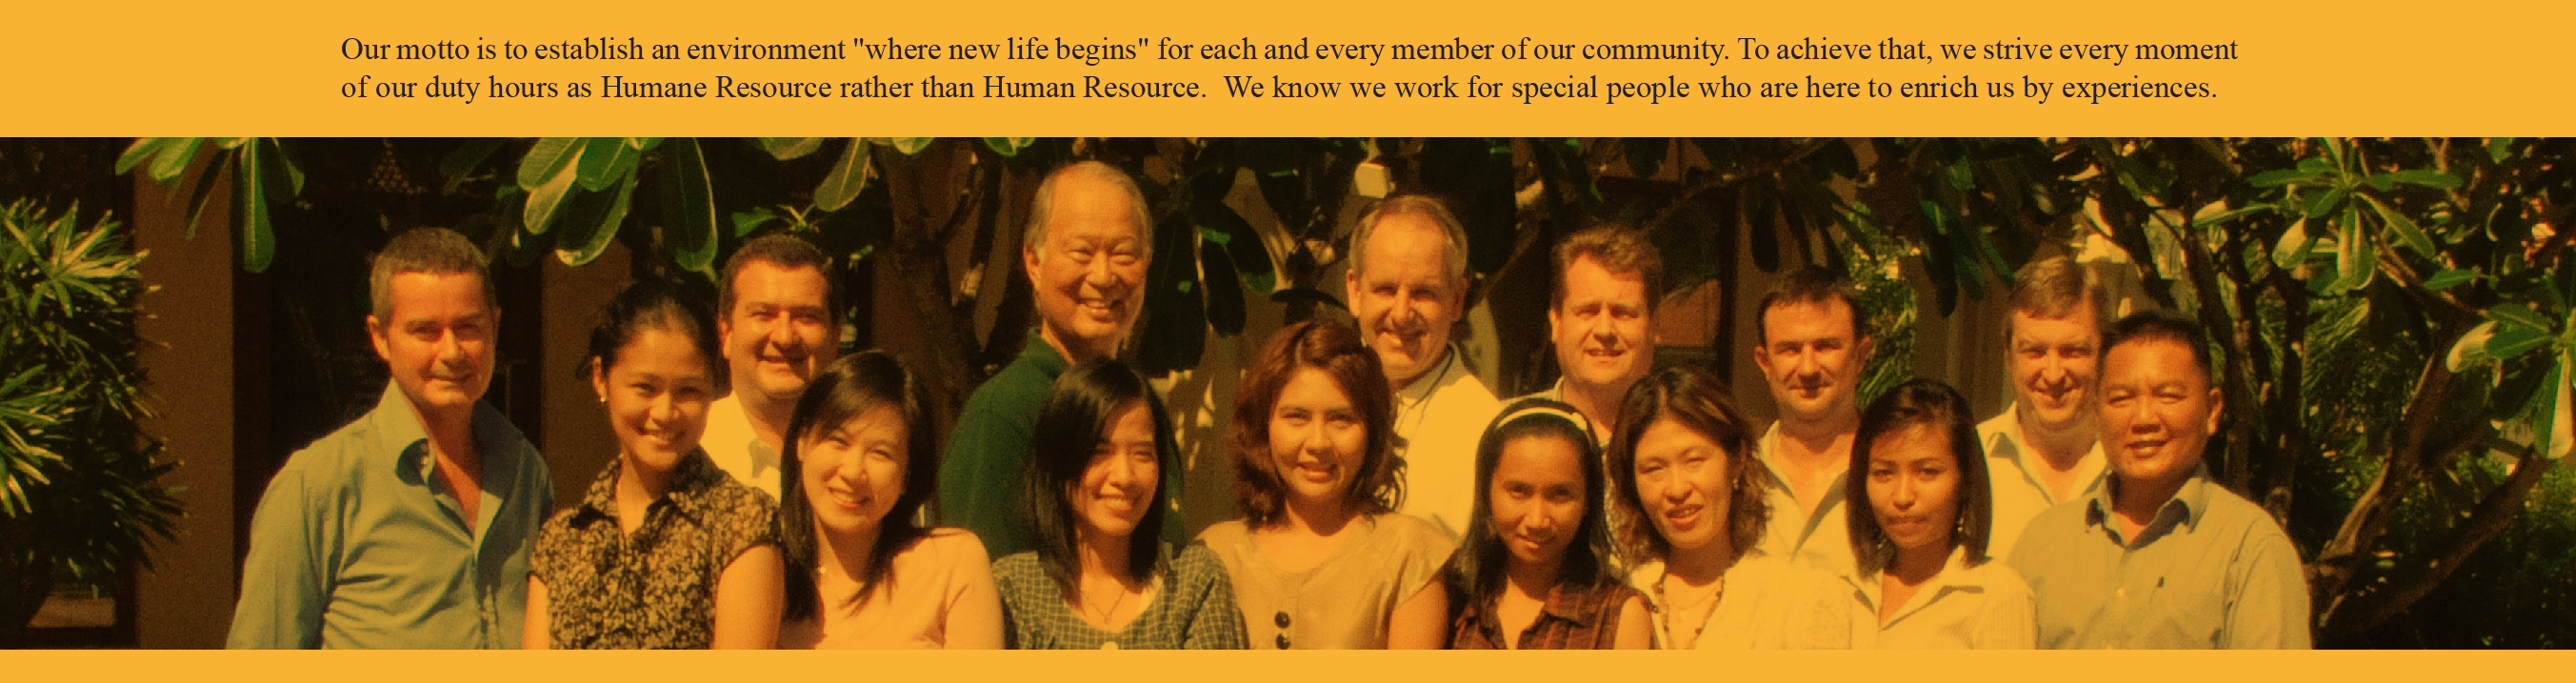 Our motto is to establish an environment "where new life begins" for each and every member of our community. To achieve that, we strive every moment
of our duty hours as Humane Resource rather than Human Resource.  We know we work for special people who are here to enrich us by experiences.